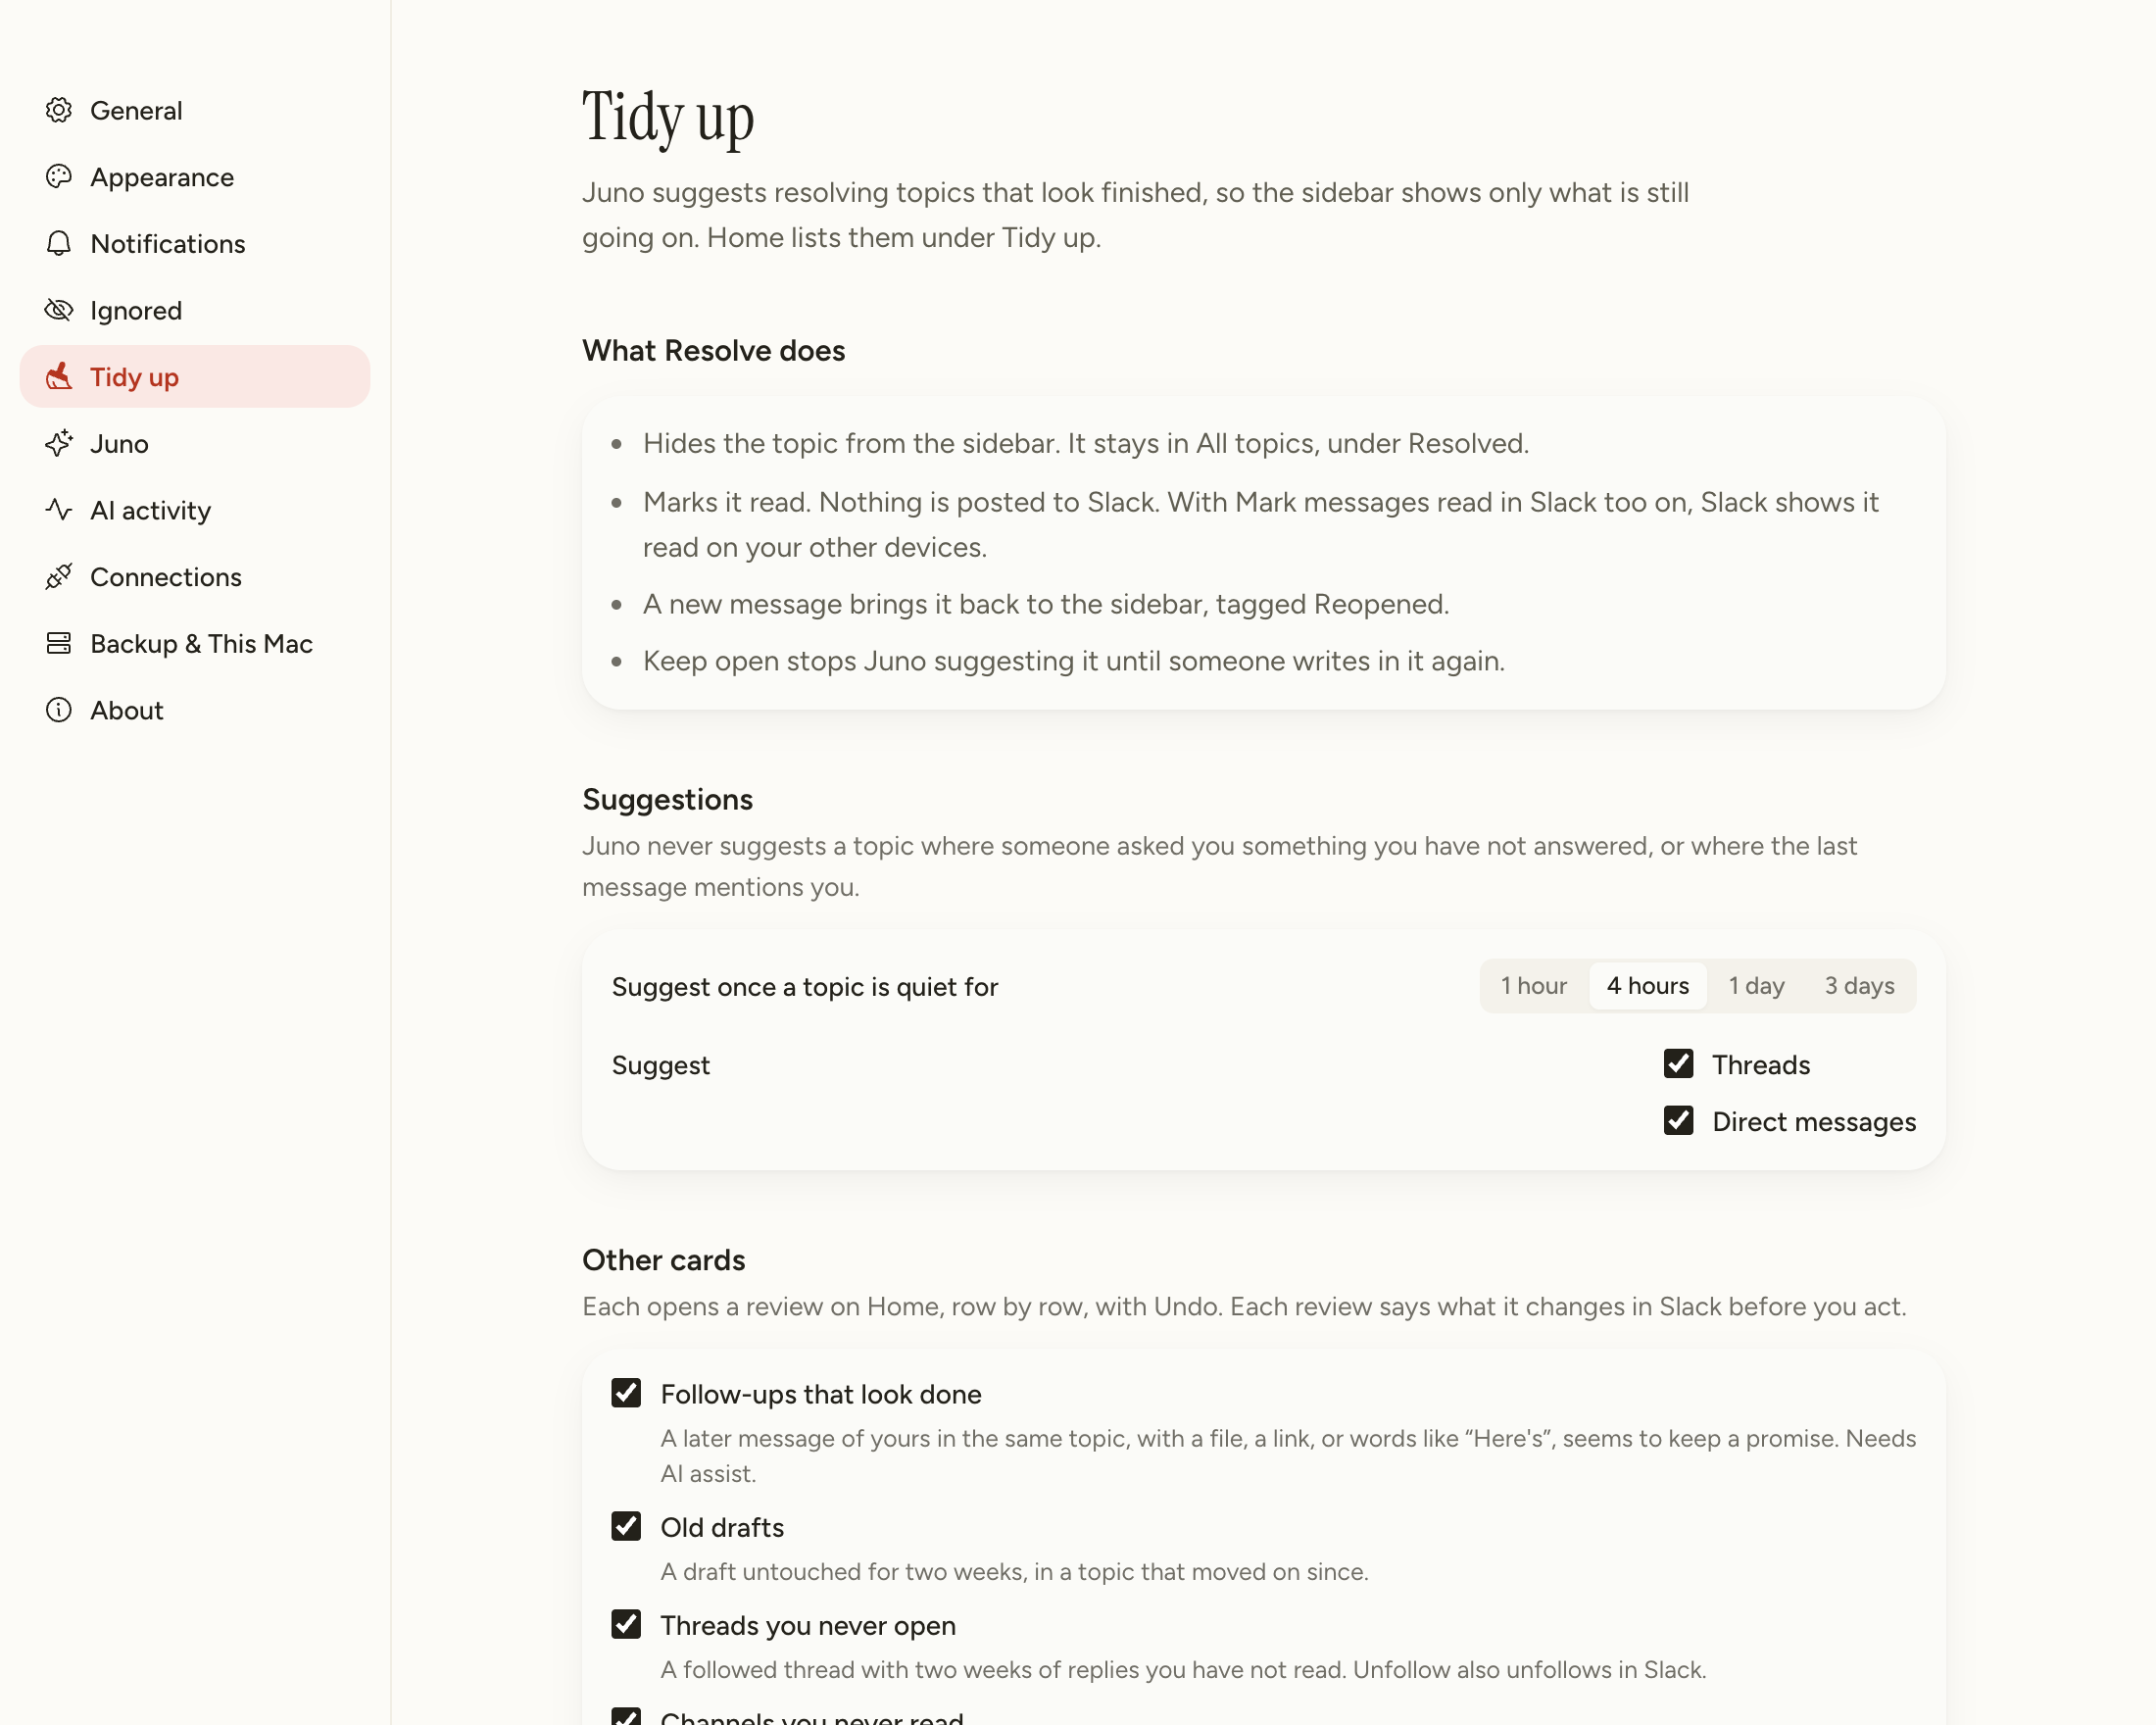 General
Appearance
Notifications
Ignored
Tidy up
Juno
AI activity
Connections
Backup & This Mac
About
Tidy up
Juno suggests resolving topics that look finished, so the sidebar shows only what is still
going on. Home lists them under Tidy up.
What Resolve does
Hides the topic from the sidebar. It stays in All topics, under Resolved.
Marks it read. Nothing is posted to Slack. With Mark messages read in Slack too on, Slack shows it
read on your other devices.
A new message brings it back to the sidebar, tagged Reopened.
Keep open stops Juno suggesting it until someone writes in it again.
Suggestions
Juno never suggests a topic where someone asked you something you have not answered, or where the last
message mentions you.
Suggest once a topic is quiet for
1 hour 4 hours 1 day 3 days
Suggest
Threads
Direct messages
Other cards
Each opens a review on Home, row by row, with Undo. Each review says what it changes in Slack before you act.
Follow-ups that look done
A later message of yours in the same topic, with a file, a link, or words like “Here's”, seems to keep a promise. Needs
AI assist.
Old drafts
A draft untouched for two weeks, in a topic that moved on since.
Threads you never open
A followed thread with two weeks of replies you have not read. Unfollow also unfollows in Slack.
Channels you never read